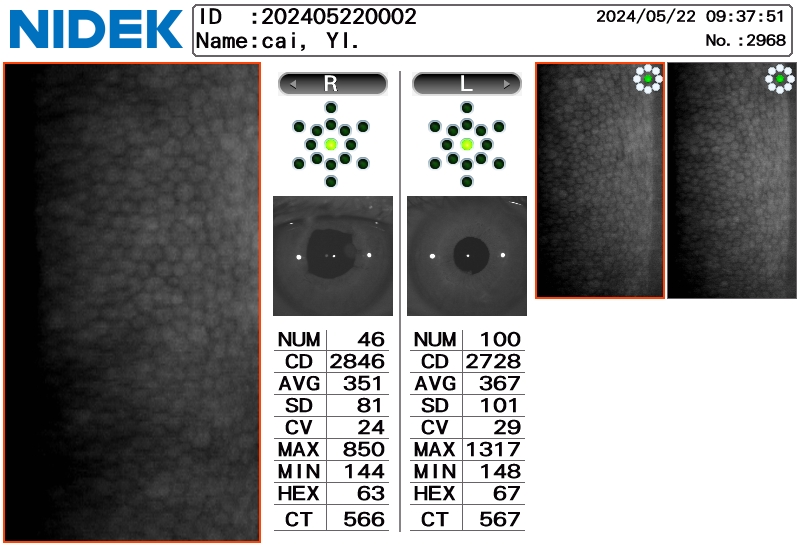 NIDEK
ID :202405220002
2024/05/22 09:37:51
Name:cai, YI.
No. :2968
R
L
NUM 46
CD 2846
AVG 351
SD 81
CV 24
MAX 850
MIN 144
HEX 63
CT 566
NUM 100
CD 2728
AVG 367
SD 101
CV 29
MAX 1317
MIN 148
HEX 67
CT 567